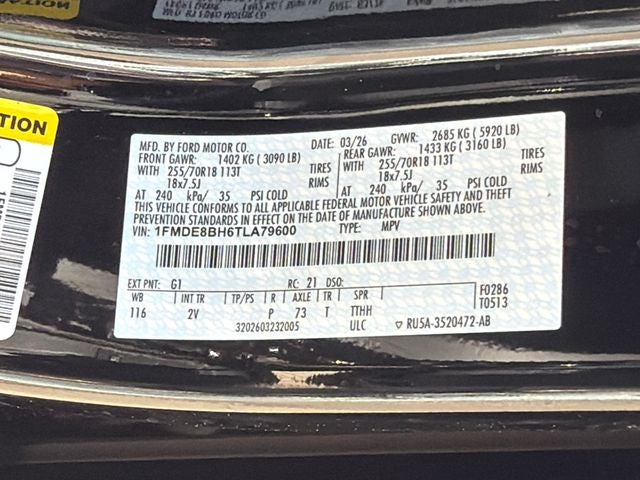 MFD. BY FORD MOTOR CO. DATE: 03/26 GVWR: 2685 KG ( 5920 LB)
FRONT GAWR: 1402 KG ( 3090 LB) REAR GAWR: 1433 KG ( 3160 LB)
WITH 255/70R18 113T TIRES WITH 255/70R18 113T TIRES
18x7.5J RIMS 18x7.5J RIMS
AT 240 kPa/ 35 PSI COLD AT 240 kPa/ 35 PSI COLD
THIS VEHICLE CONFORMS TO ALL APPLICABLE FEDERAL MOTOR VEHICLE SAFETY AND THEFT
PREVENTION STANDARDS IN EFFECT ON THE DATE OF MANUFACTURE SHOWN ABOVE.
VIN: 1FMDE8BH6TLA79600 TYPE: MPV
EXT PNT: G1 RC: 21 DSO: F0286
WB INT TR TP/PS R AXLE TR SPR T0513
116 2V P 73 T TTHH
3202603232005 ULC RU5A-3520472-AB
TION